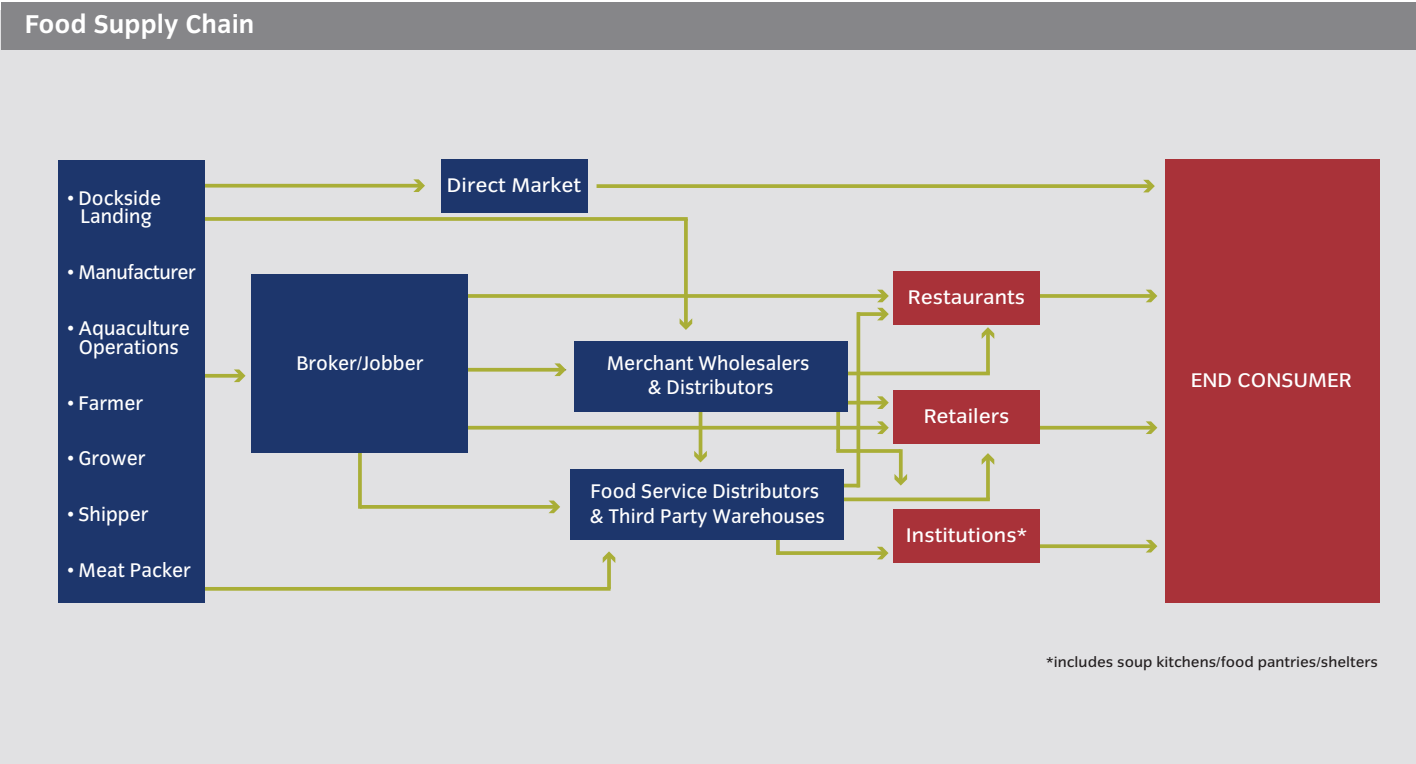 Food Supply Chain
• Dockside
Landing
• Manufacturer
• Aquaculture
Operations
• Farmer
• Grower
• Shipper
• Meat Packer
Direct Market
Broker/Jobber
Merchant Wholesalers
& Distributors
Food Service Distributors
& Third Party Warehouses
Restaurants
Retailers
Institutions*
END CONSUMER
*includes soup kitchens/food pantries/shelters